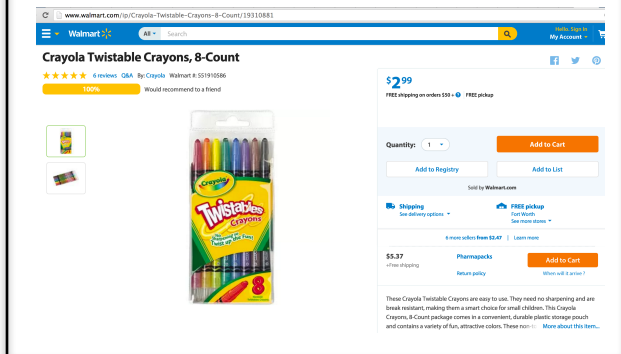 www.walmart.com/ip/Crayola-Twistable-Crayons-8-Count/19310881
Walmart
All
Search
Hello. Sign In
My Account
Crayola Twistable Crayons, 8-Count
6 reviews Q&A By: Crayola Walmart #: 551910586
100%
Would recommend to a friend
$2.99
FREE shipping on orders $50 + FREE pickup
Quantity: 1
Add to Cart
Add to Registry
Add to List
Sold by Walmart.com
Shipping
See delivery options
FREE pickup
Fort Worth
See more stores
6 more sellers from $2.47 | Learn more
$5.37
+Free shipping
Pharmapacks
Return policy
Add to Cart
When will it arrive ?
These Crayola Twistable Crayons are easy to use. They need no sharpening and are
break resistant, making them a smart choice for small children. This Crayola
Crayons, 8-Count package comes in a convenient, durable plastic storage pouch
and contains a variety of fun, attractive colors. These
More about this item...
Crayola
Twistables
Crayons
No
Sharpening
Twist up the Fun!
8